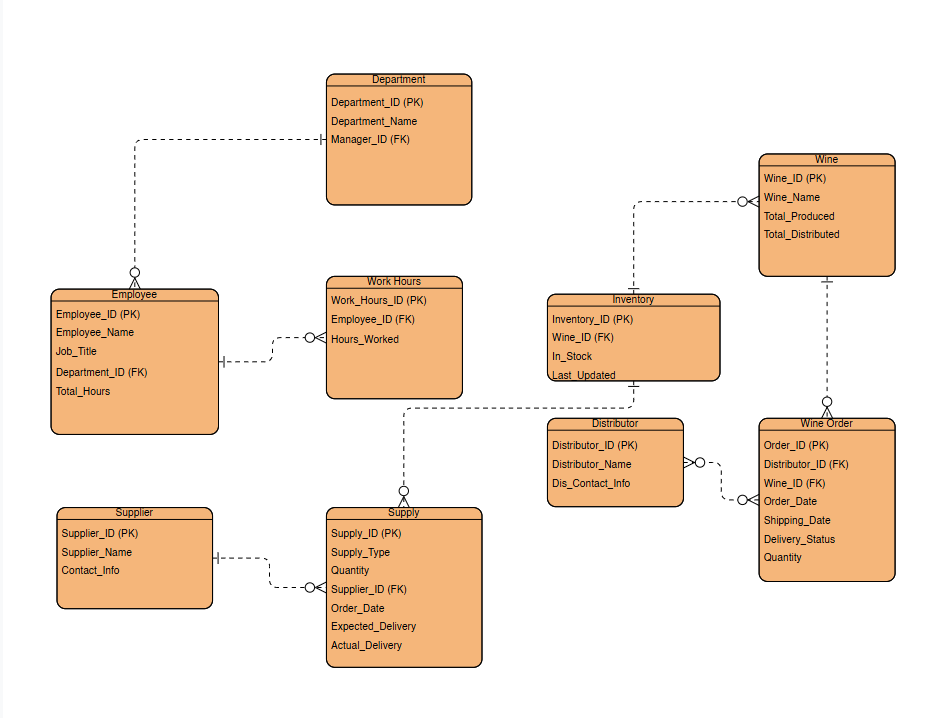 Department
Department_ID (PK)
Department_Name
Manager_ID (FK)
Wine
Wine_ID (PK)
Wine_Name
Total_Produced
Total_Distributed
Employee
Employee_ID (PK)
Employee_Name
Job_Title
Department_ID (FK)
Total_Hours
Work Hours
Work_Hours_ID (PK)
Employee_ID (FK)
Hours_Worked
Inventory
Inventory_ID (PK)
Wine_ID (FK)
In_Stock
Last_Updated
Distributor
Distributor_ID (PK)
Distributor_Name
Dis_Contact_Info
Wine Order
Order_ID (PK)
Distributor_ID (FK)
Wine_ID (FK)
Order_Date
Shipping_Date
Delivery_Status
Quantity
Supplier
Supplier_ID (PK)
Supplier_Name
Contact_Info
Supply
Supply_ID (PK)
Supply_Type
Quantity
Supplier_ID (FK)
Order_Date
Expected_Delivery
Actual_Delivery